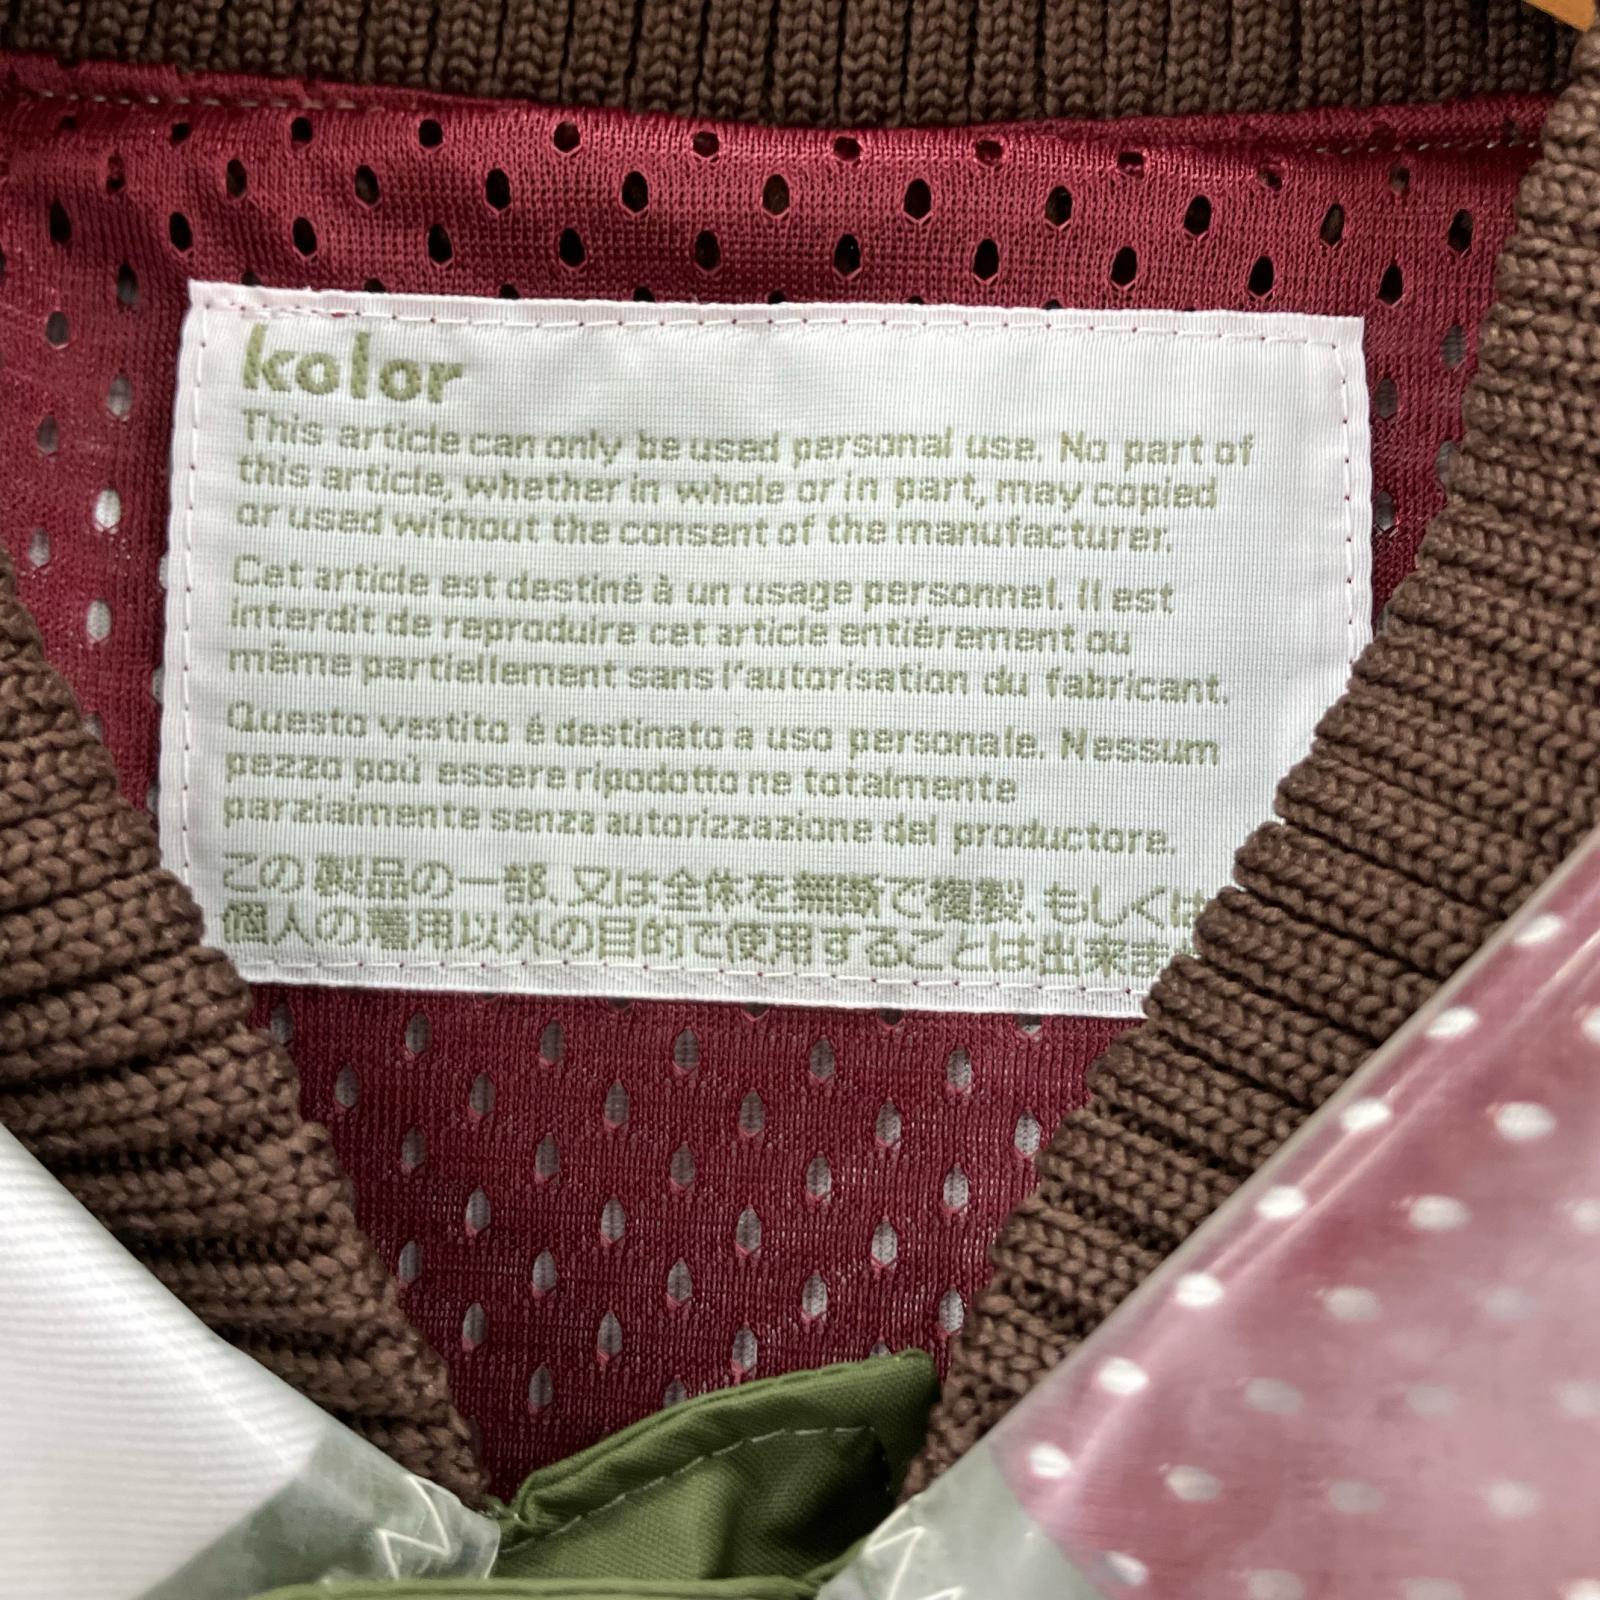 kolor
This article can only be used personal use. No part of
this article, whether in whole or in part, may copied
or used without the consent of the manufacturer.
Cet article est destiné à un usage personnel. Il est
interdit de reproduire cet article entiérement ou
même partiellement sans l'autorisation du fabricant.
Questo vestito é destinato a uso personale. Nessum
pezzo poù essere ripodotto ne totalmente
parzialmente senza autorizzazione del productore.
この製品の一部、又は全体を無断で複製、もしくは
個人の着用以外の目的で使用することは出来ま